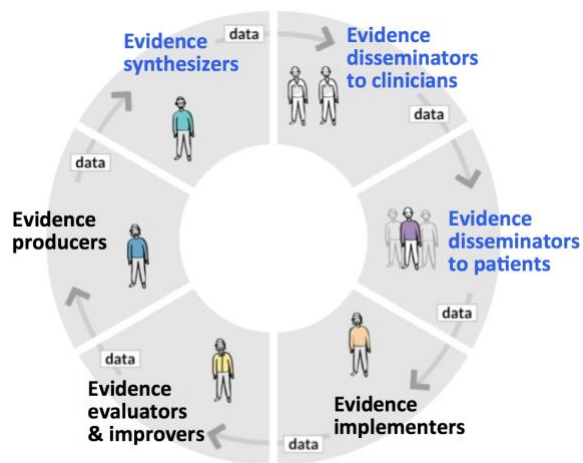 Evidence
synthesizers
data
Evidence
disseminators
to clinicians
data
Evidence
disseminators
to patients
data
Evidence
implementers
data
Evidence
evaluators
& improvers
data
Evidence
producers
data